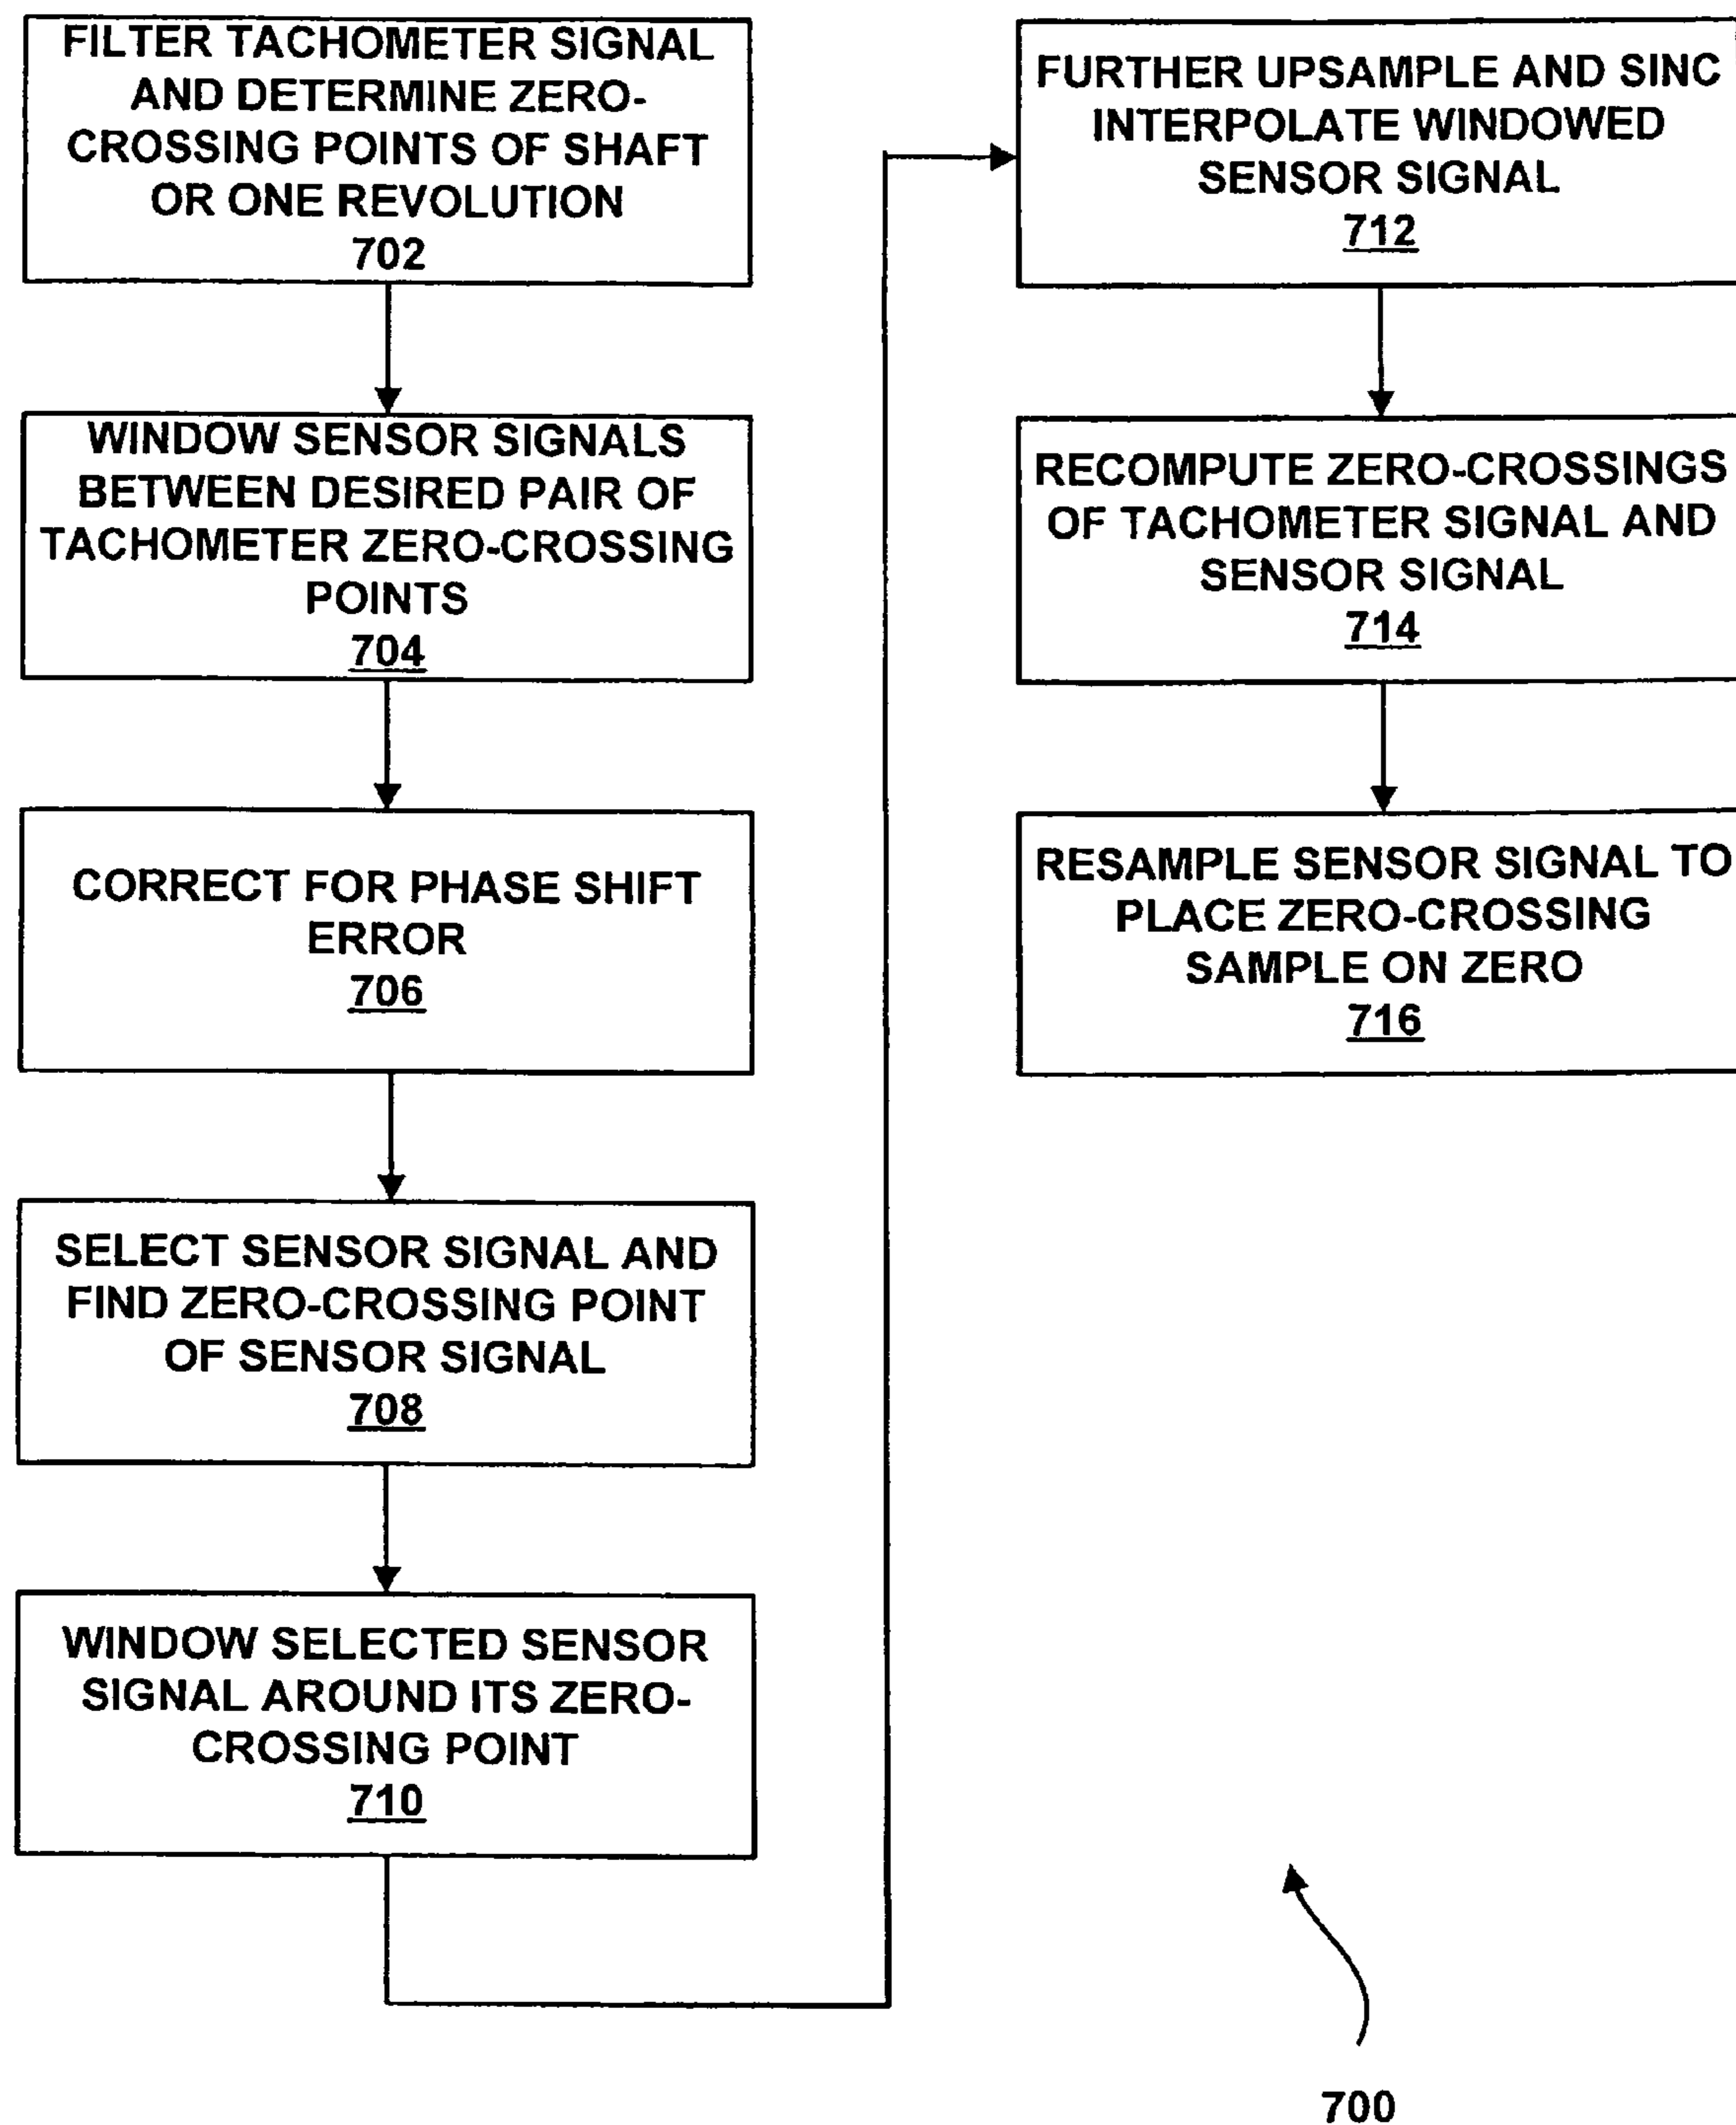 FILTER TACHOMETER SIGNAL
AND DETERMINE ZERO-
CROSSING POINTS OF SHAFT
OR ONE REVOLUTION
702
WINDOW SENSOR SIGNALS
BETWEEN DESIRED PAIR OF
TACHOMETER ZERO-CROSSING
POINTS
704
CORRECT FOR PHASE SHIFT
ERROR
706
SELECT SENSOR SIGNAL AND
FIND ZERO-CROSSING POINT
OF SENSOR SIGNAL
708
WINDOW SELECTED SENSOR
SIGNAL AROUND ITS ZERO-
CROSSING POINT
710
FURTHER UPSAMPLE AND SINC
INTERPOLATE WINDOWED
SENSOR SIGNAL
712
RECOMPUTE ZERO-CROSSINGS
OF TACHOMETER SIGNAL AND
SENSOR SIGNAL
714
RESAMPLE SENSOR SIGNAL TO
PLACE ZERO-CROSSING
SAMPLE ON ZERO
716
700